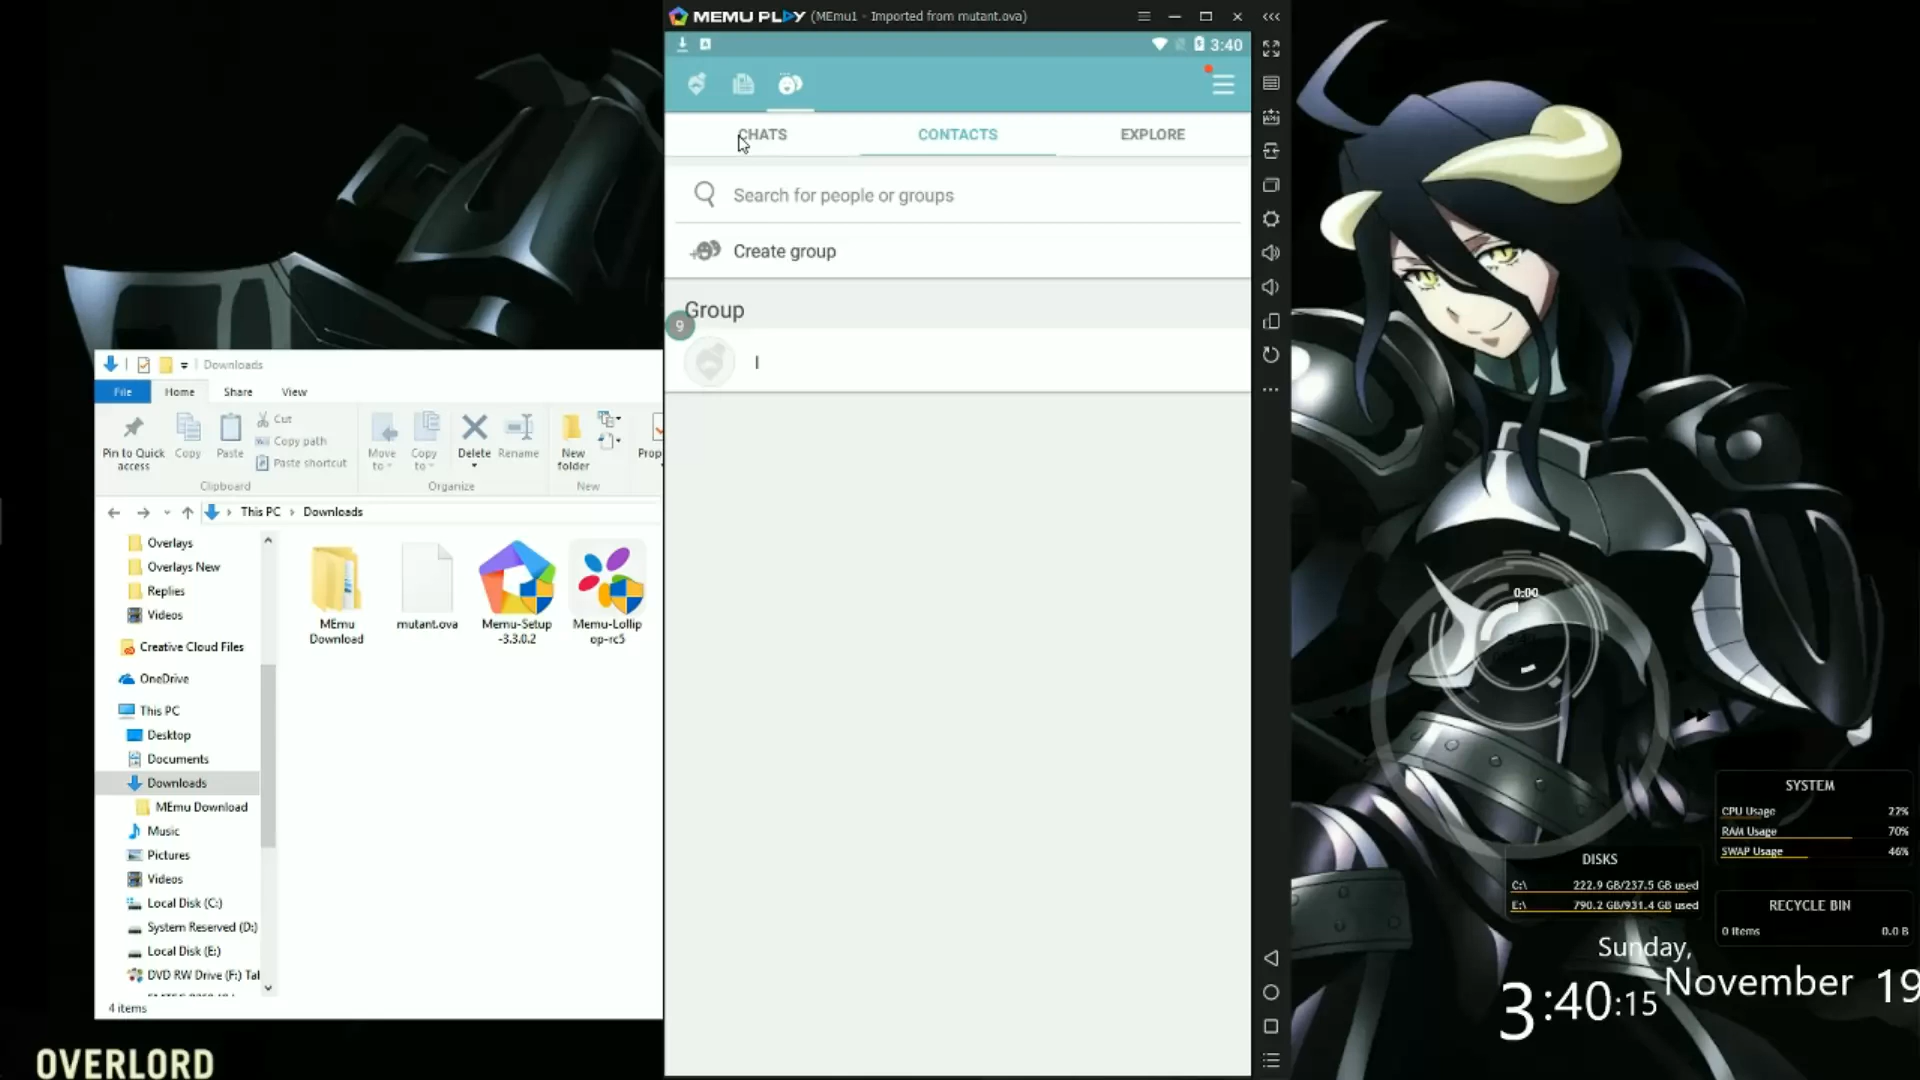 MEMU PLAY (MEmu1 - Imported from mutant.ova)
3:40
CHATS CONTACTS EXPLORE
Search for people or groups
Create group
Group
9
l
Downloads
File Home Share View
Pin to Quick access
Copy
Paste
Cut
Copy path
Paste shortcut
Move to
Copy to
Delete
Rename
New folder
Prop
Clipboard Organize New
This PC > Downloads
Overlays
Overlays New
Replies
Videos
Creative Cloud Files
OneDrive
This PC
Desktop
Documents
Downloads
MEmu Download
Music
Pictures
Videos
Local Disk (C:)
System Reserved (D:)
Local Disk (E:)
DVD RW Drive (F:) Tal
MEmu Download
mutant.ova
Memu-Setup-3.3.0.2
Memu-Lollipop-rc5
4 items
OVERLORD
0:00
SYSTEM
CPU Usage 22%
RAM Usage 70%
SWAP Usage 46%
DISKS
C:\ 222.9 GB/237.5 GB used
E:\ 790.2 GB/931.4 GB used
RECYCLE BIN
0 Items 0.0 B
Sunday,
November 19
3:40:15